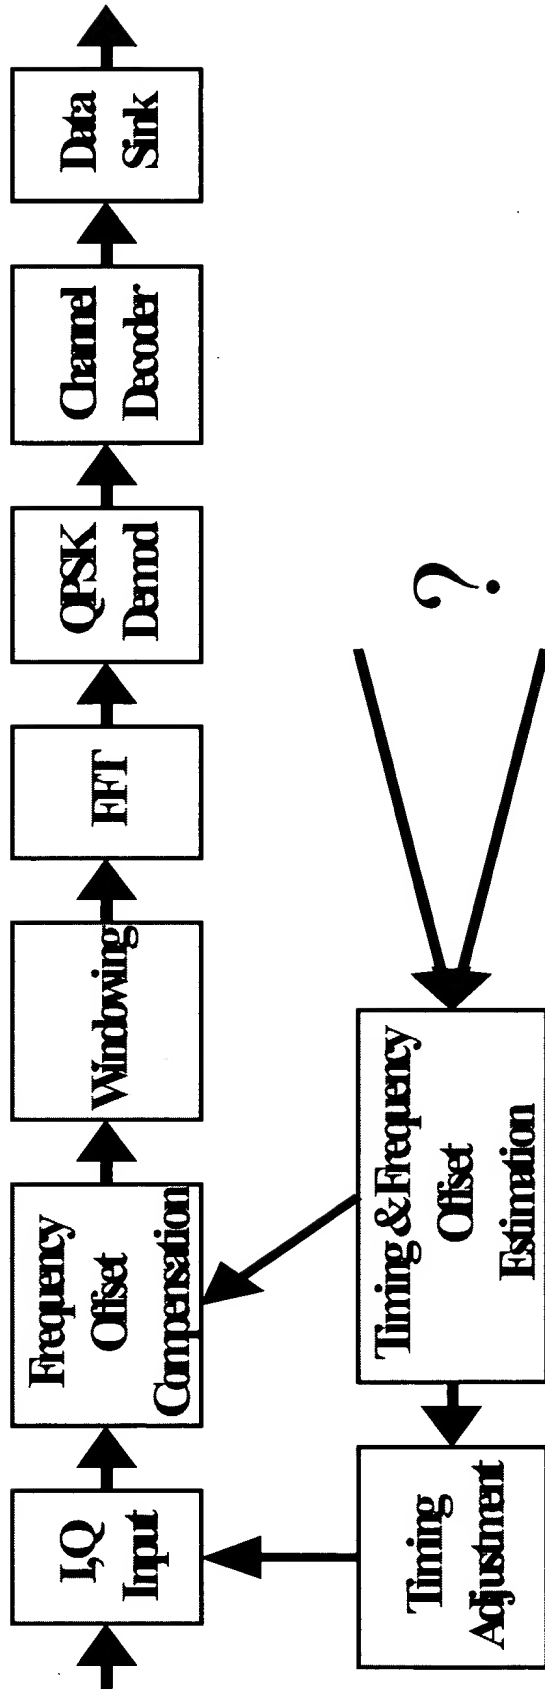 I,Q
Input
Frequency
Offset
Compensation
Windowing
FFT
QPSK
Demod
Channel
Decoder
Data
Sink
Timing
Adjustment
Timing & Frequency
Offset
Estimation
?